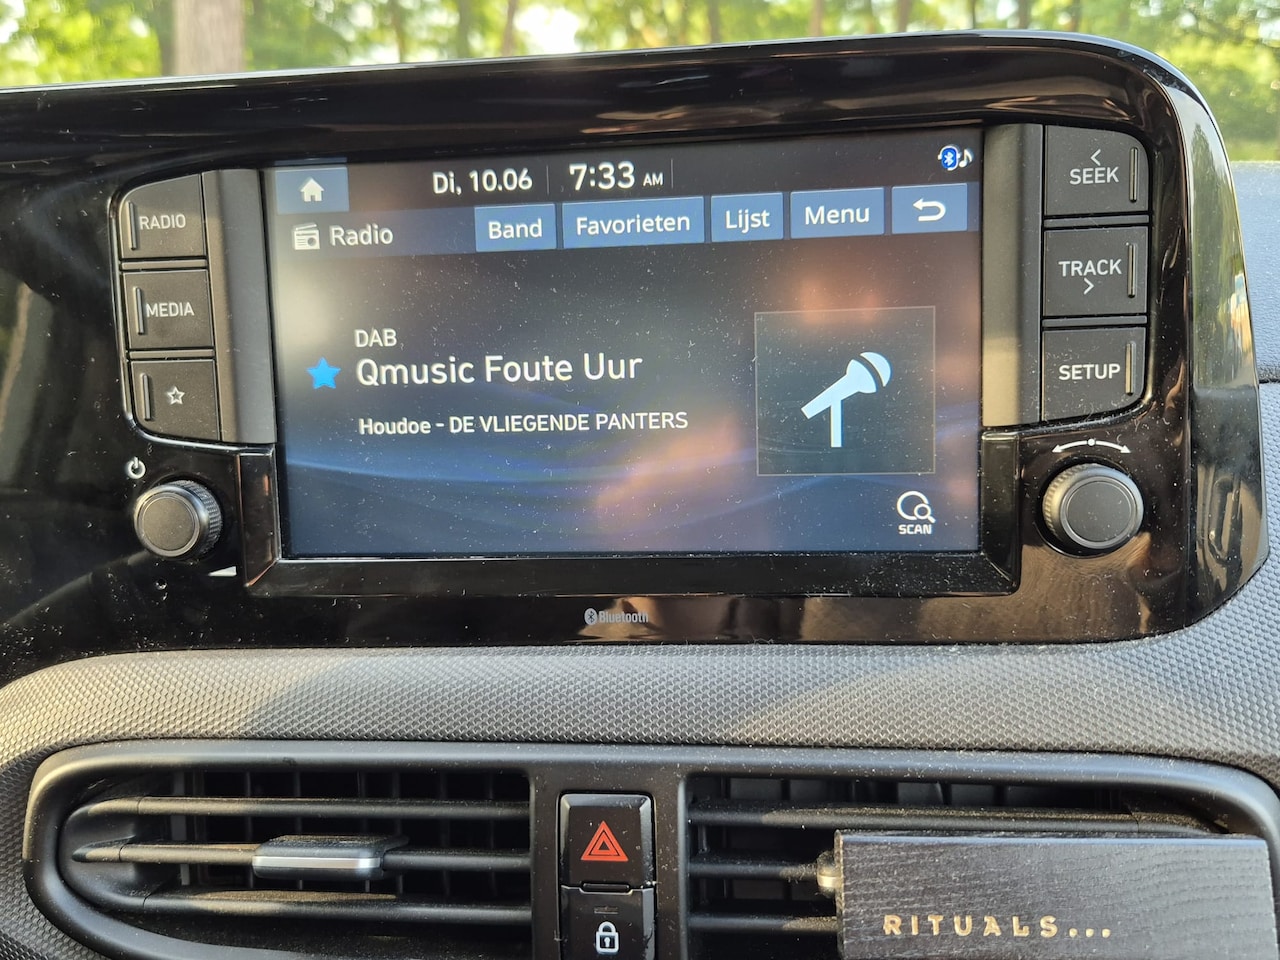 Di, 10.06 7:33 AM
RADIO
MEDIA
Radio Band Favorieten Lijst Menu
DAB
Qmusic Foute Uur
Houdoe - DE VLIEGENDE PANTERS
SCAN
SEEK
TRACK
SETUP
Bluetooth
RITUALS...